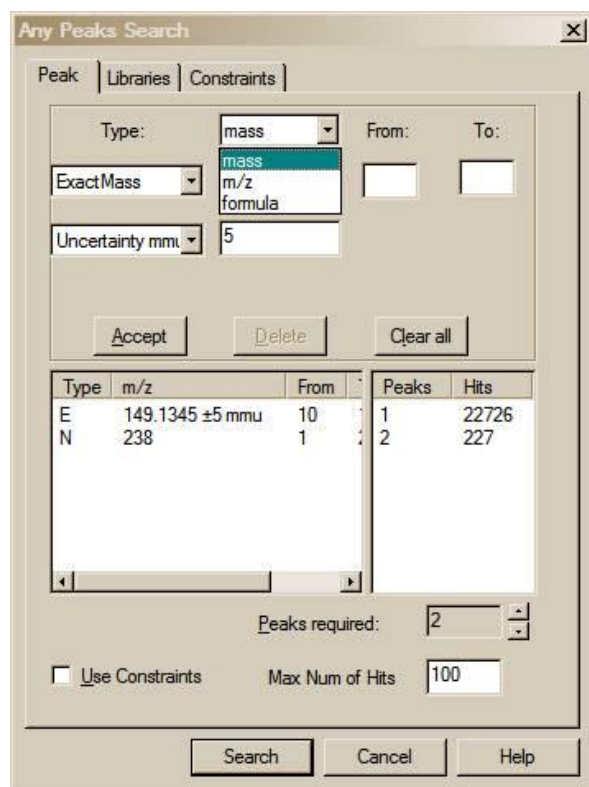 Any Peaks Search
Peak Libraries Constraints
Type: mass From: To:
mass
ExactMass m/z
formula
Uncertainty mmu 5
Accept Delete Clear all
Type m/z From Peaks Hits
E 149.1345 ±5 mmu 10 1 22726
N 238 1 2 227
Peaks required: 2
Use Constraints Max Num of Hits 100
Search Cancel Help